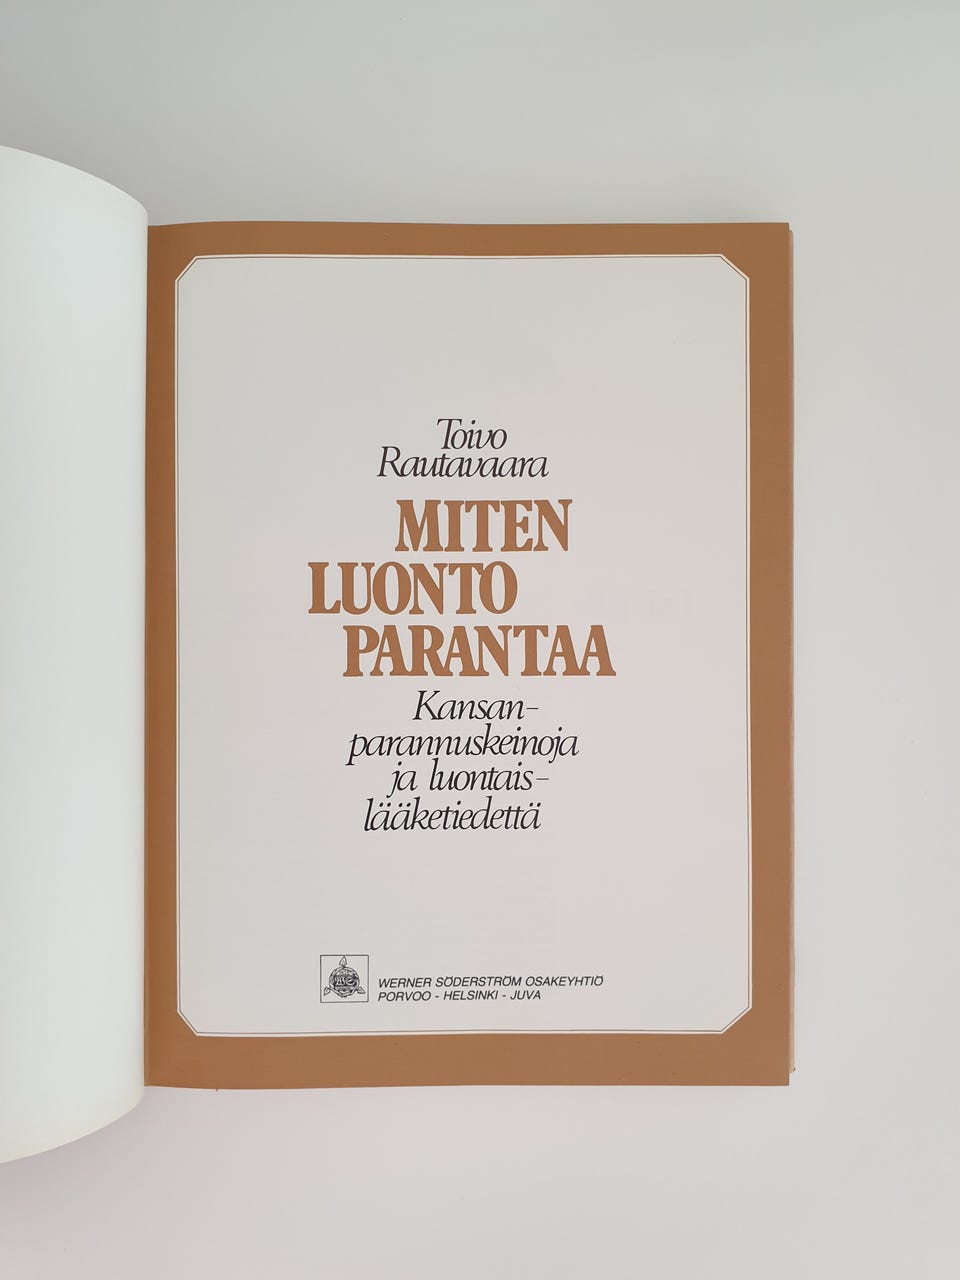 Toivo
Rautavaara
MITEN
LUONTO
PARANTAA
Kansan-
parannuskeinoja
ja luontais-
lääketiedettä
WERNER SÖDERSTRÖM OSAKEYHTIÖ
PORVOO - HELSINKI - JUVA